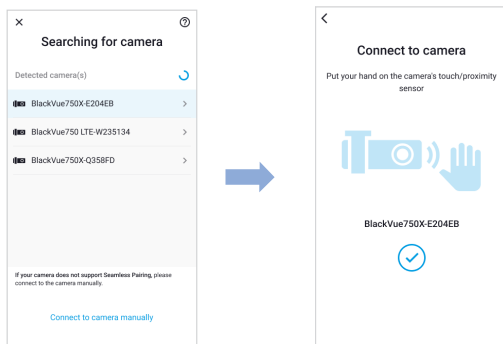 Searching for camera
Detected camera(s)
BlackVue750X-E204EB
BlackVue750 LTE-W235134
BlackVue750X-Q358FD
If your camera does not support Seamless Pairing, please
connect to the camera manually.
Connect to camera manually
Connect to camera
Put your hand on the camera's touch/proximity
sensor
BlackVue750X-E204EB